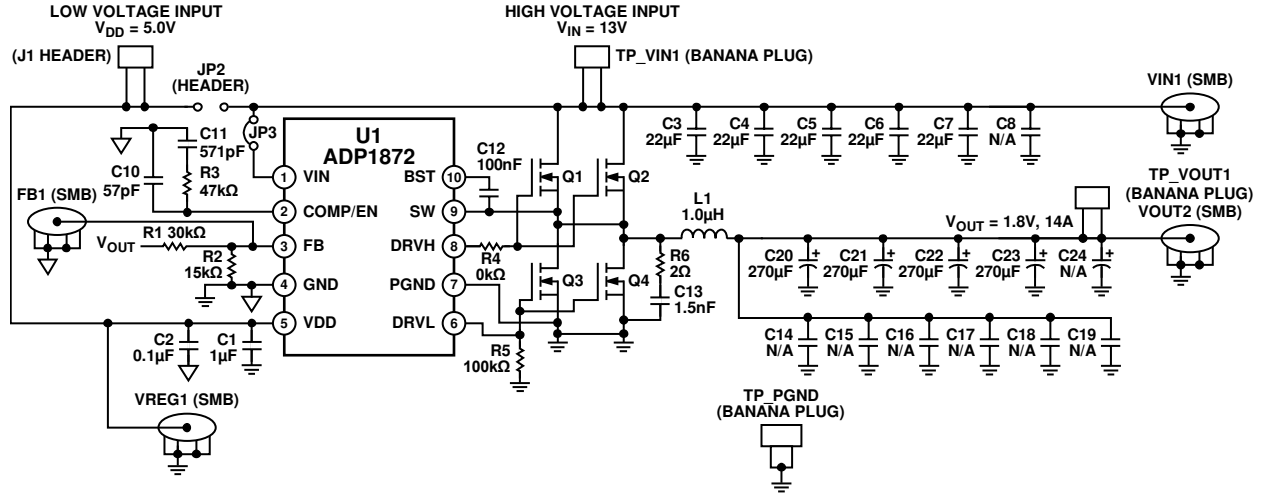 LOW VOLTAGE INPUT
VDD = 5.0V
(J1 HEADER)
JP2
(HEADER)
HIGH VOLTAGE INPUT
VIN = 13V
TP_VIN1 (BANANA PLUG)
VIN1 (SMB)
JP3
C11
571pF
C10
57pF
R3
47kΩ
FB1 (SMB)
VOUT
R1 30kΩ
R2
15kΩ
U1
ADP1872
1 VIN
2 COMP/EN
3 FB
4 GND
5 VDD
BST 10
SW 9
DRVH 8
PGND 7
DRVL 6
C12
100nF
R4
0kΩ
R5
100kΩ
Q1
Q2
Q3
Q4
C3
22µF
C4
22µF
C5
22µF
C6
22µF
C7
22µF
C8
N/A
L1
1.0µH
R6
2Ω
C13
1.5nF
VOUT = 1.8V, 14A
TP_VOUT1
(BANANA PLUG)
VOUT2 (SMB)
C20
270µF
+
C21
270µF
+
C22
270µF
+
C23
270µF
+
C24
N/A
+
C14
N/A
C15
N/A
C16
N/A
C17
N/A
C18
N/A
C19
N/A
C2
0.1µF
C1
1µF
VREG1 (SMB)
TP_PGND
(BANANA PLUG)